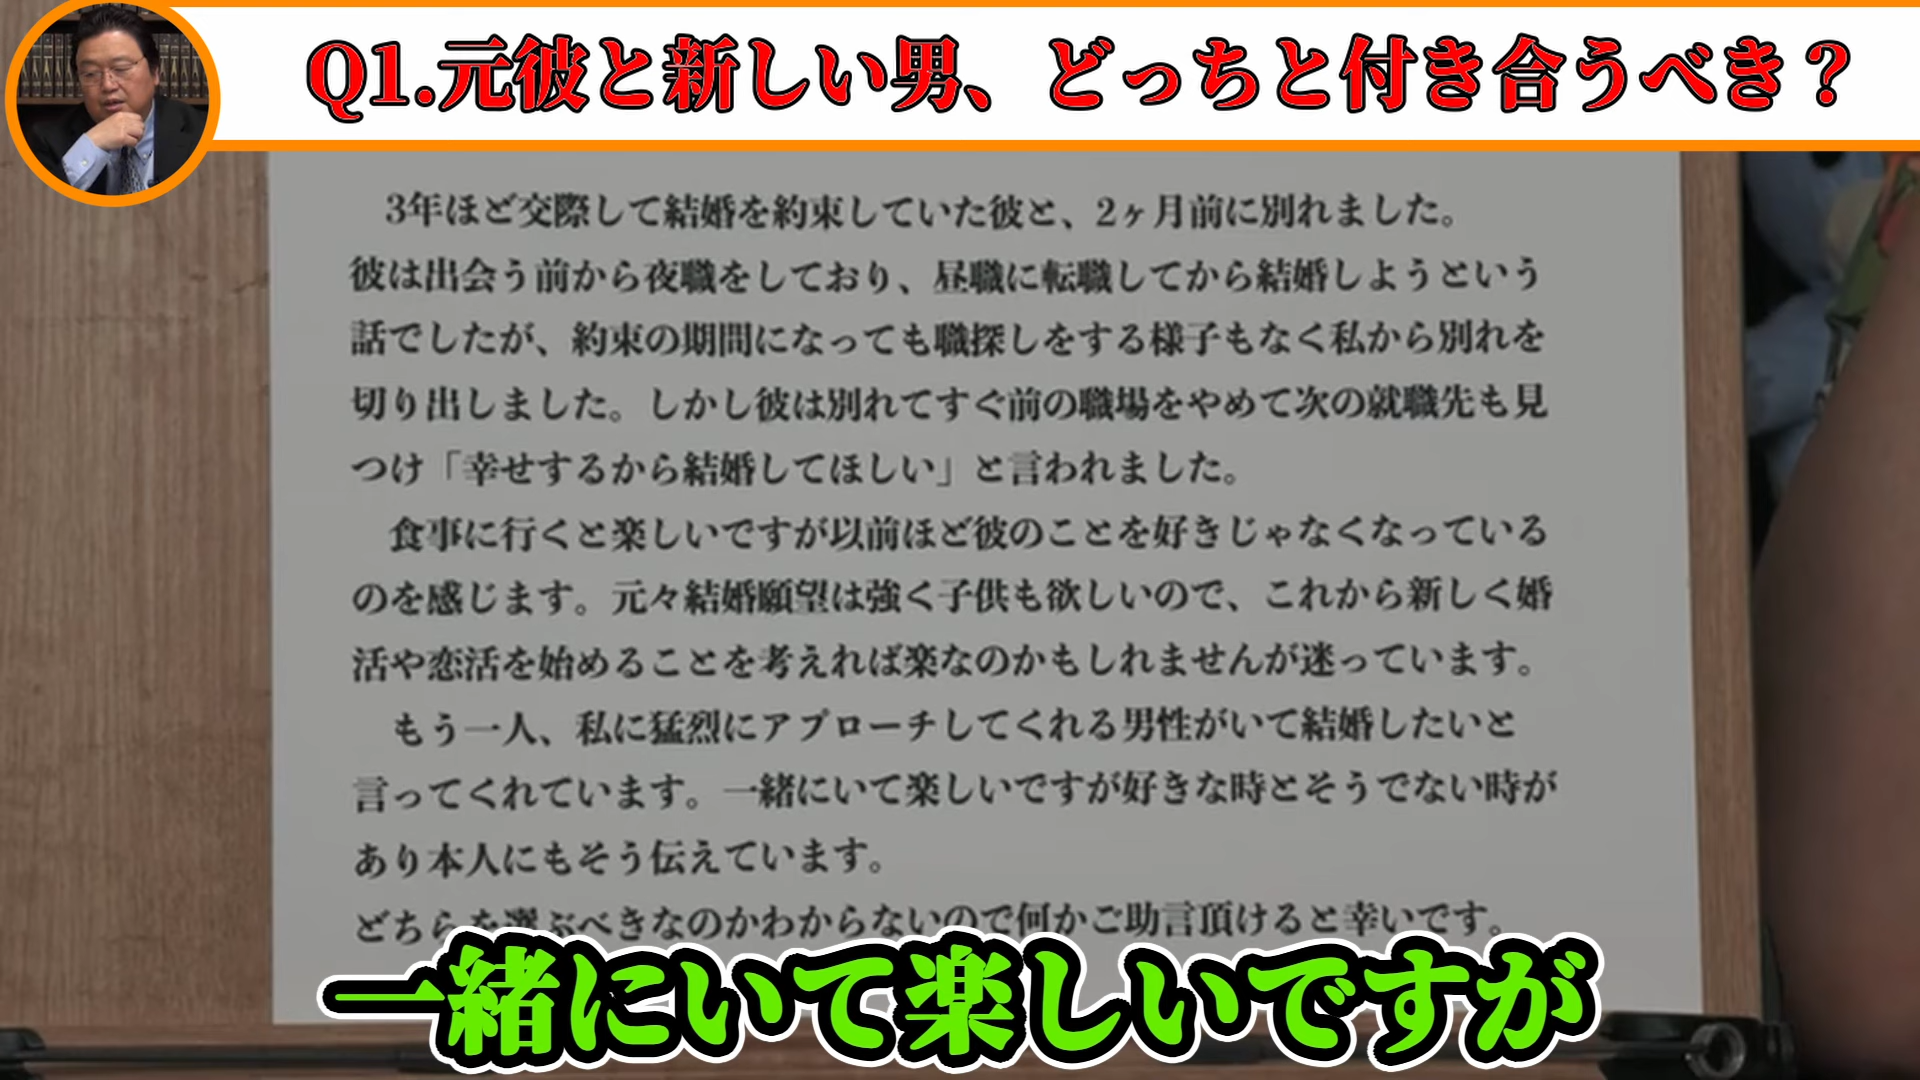 Q1.元彼と新しい男、どっちと付き合うべき？
3年ほど交際して結婚を約束していた彼と、2ヶ月前に別れました。
彼は出会う前から夜職をしており、昼職に転職してから結婚しようという
話でしたが、約束の期間になっても職探しをする様子もなく私から別れを
切り出しました。しかし彼は別れてすぐ前の職場をやめて次の就職先も見
つけ「幸せするから結婚してほしい」と言われました。
食事に行くと楽しいですが以前ほど彼のことを好きじゃなくなっている
のを感じます。元々結婚願望は強く子供も欲しいので、これから新しく婚
活や恋活を始めることを考えれば楽なのかもしれませんが迷っています。
もう一人、私に猛烈にアプローチしてくれる男性がいて結婚したいと
言ってくれています。一緒にいて楽しいですが好きな時とそうでない時が
あり本人にもそう伝えています。
どちらを選ぶべきなのかわからないので何かご助言頂けると幸いです。
一緒にいて楽しいですが